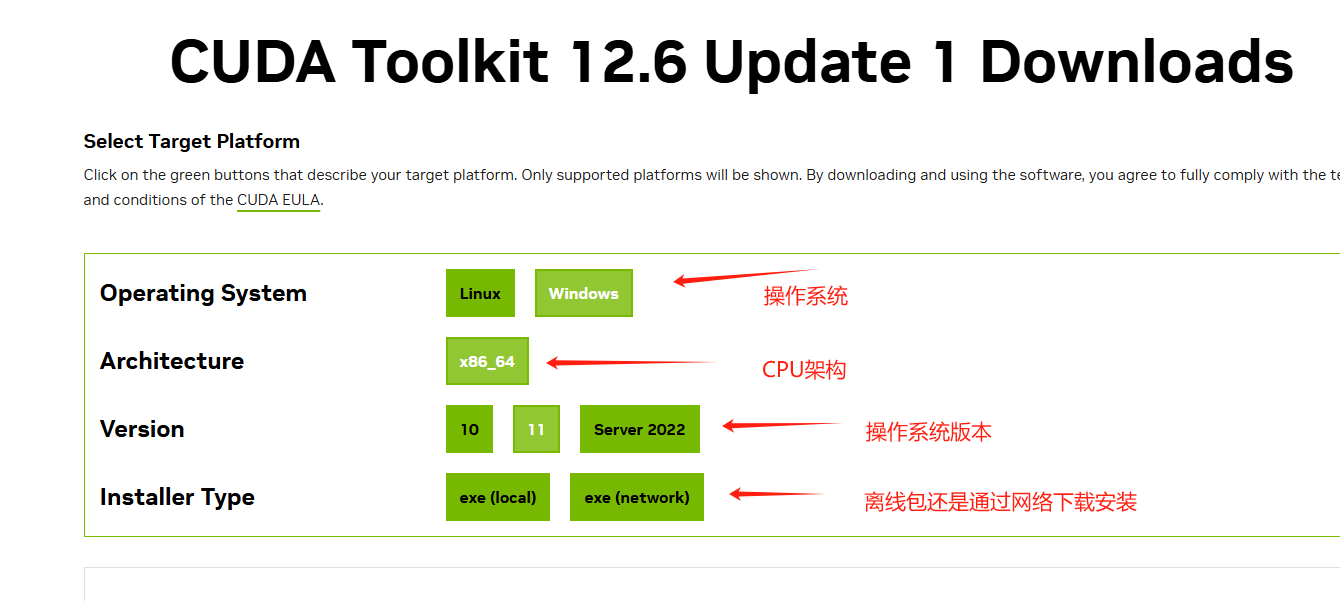 CUDA Toolkit 12.6 Update 1 Downloads
Select Target Platform
Click on the green buttons that describe your target platform. Only supported platforms will be shown. By downloading and using the software, you agree to fully comply with the
and conditions of the CUDA EULA.
Operating System Linux Windows 操作系统
Architecture x86_64 CPU架构
Version 10 11 Server 2022 操作系统版本
Installer Type exe (local) exe (network) 离线包还是通过网络下载安装